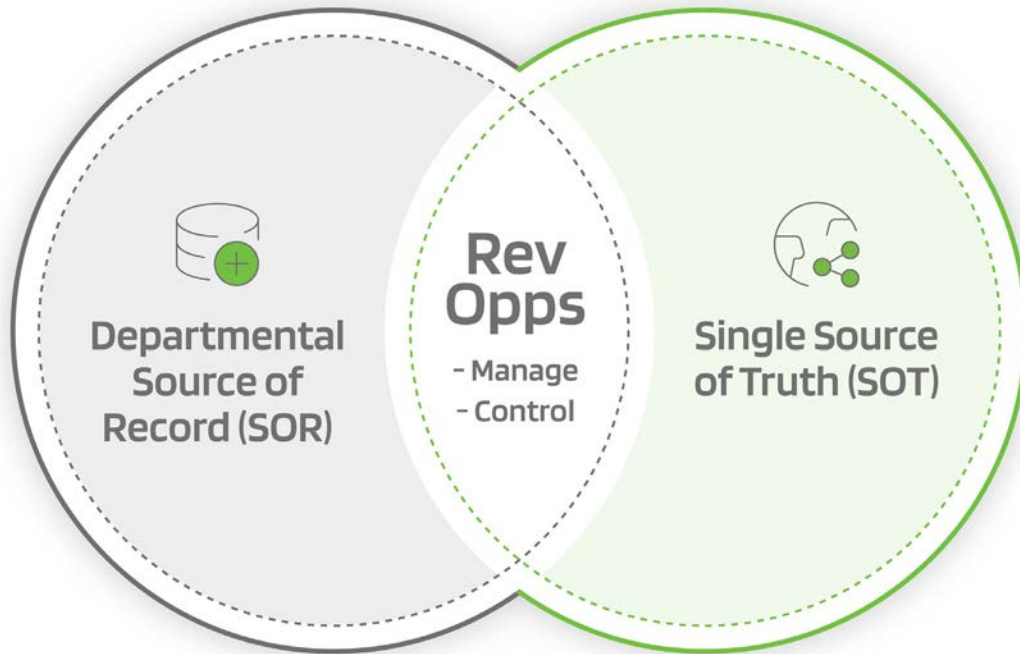 Departmental
Source of
Record (SOR)
Rev
Opps
- Manage
- Control
Single Source
of Truth (SOT)